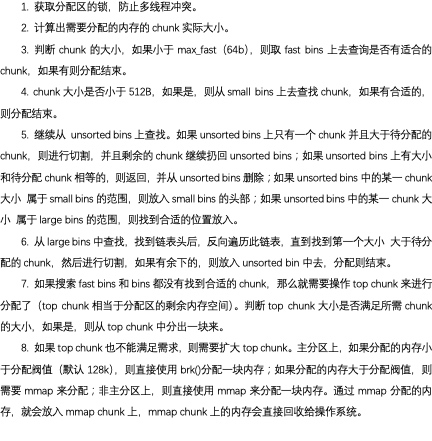 1. 获取分配区的锁，防止多线程冲突。
2. 计算出需要分配的内存的 chunk 实际大小。
3. 判断 chunk 的大小，如果小于 max_fast（64b），则取 fast bins 上去查询是否有适合的
chunk，如果有则分配结束。
4. chunk 大小是否小于 512B，如果是，则从 small bins 上去查找 chunk，如果有合适的，
则分配结束。
5. 继续从 unsorted bins 上查找。如果 unsorted bins 上只有一个 chunk 并且大于待分配的
chunk，则进行切割，并且剩余的 chunk 继续扔回 unsorted bins；如果 unsorted bins 上有大小
和待分配 chunk 相等的，则返回，并从 unsorted bins 删除；如果 unsorted bins 中的某一 chunk
大小 属于 small bins 的范围，则放入 small bins 的头部；如果 unsorted bins 中的某一 chunk 大
小 属于 large bins 的范围，则找到合适的位置放入。
6. 从 large bins 中查找，找到链表头后，反向遍历此链表，直到找到第一个大小 大于待分
配的 chunk，然后进行切割，如果有余下的，则放入 unsorted bin 中去，分配则结束。
7. 如果搜索 fast bins 和 bins 都没有找到合适的 chunk，那么就需要操作 top chunk 来进行
分配了（top chunk 相当于分配区的剩余内存空间）。判断 top chunk 大小是否满足所需 chunk
的大小，如果是，则从 top chunk 中分出一块来。
8. 如果 top chunk 也不能满足需求，则需要扩大 top chunk。主分区上，如果分配的内存小
于分配阀值（默认 128k），则直接使用 brk()分配一块内存；如果分配的内存大于分配阀值，则
需要 mmap 来分配；非主分区上，则直接使用 mmap 来分配一块内存。通过 mmap 分配的内
存，就会放入 mmap chunk 上，mmap chunk 上的内存会直接回收给操作系统。